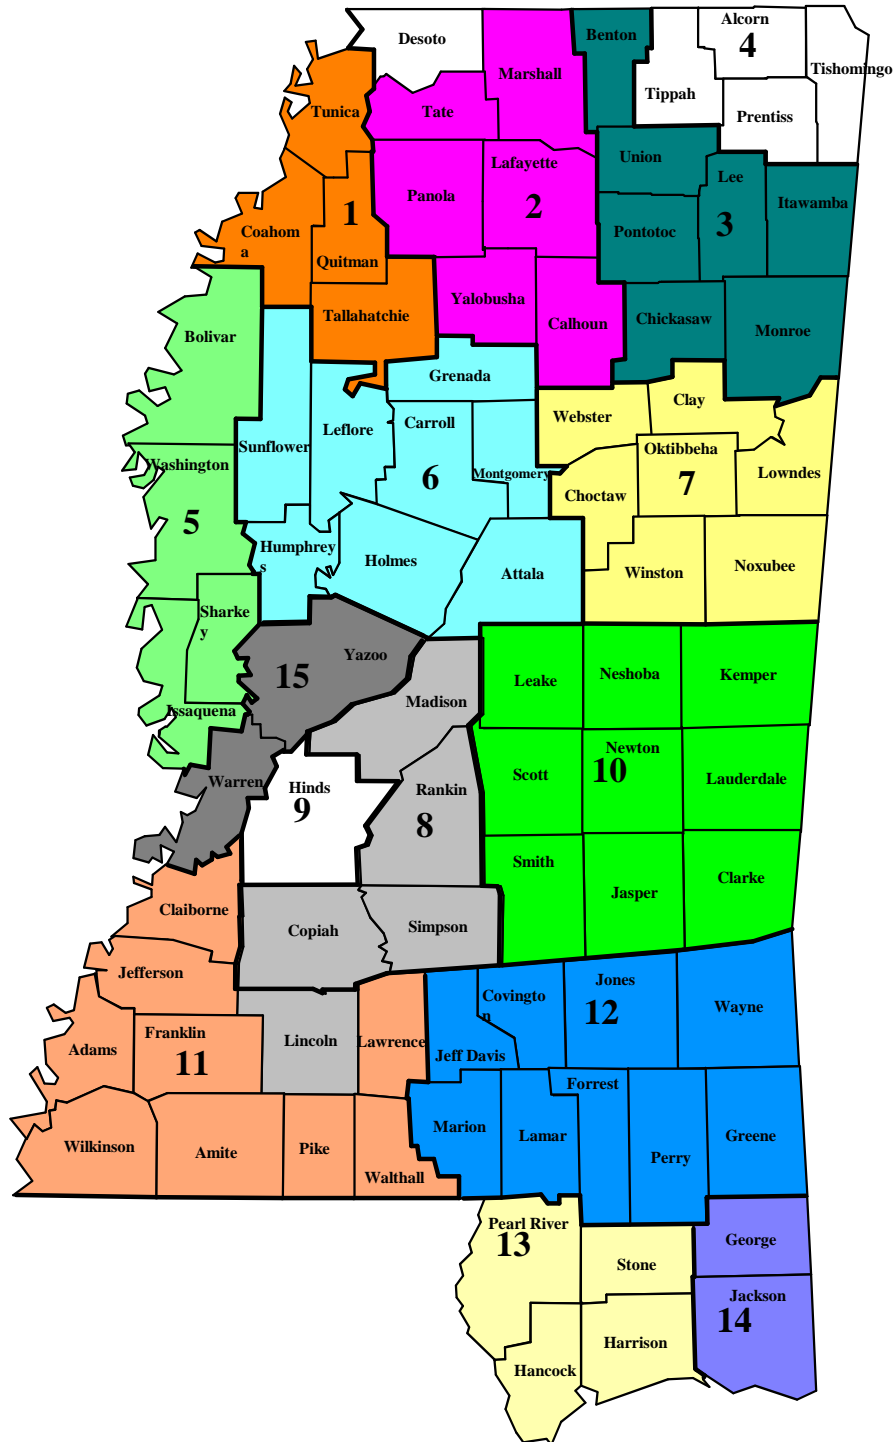 Alcorn
4
Benton
Desoto
Marshall
Tishomingo
Tippah
Prentiss
Tunica
Tate
Union
Lafayette
Lee
Panola
2
Itawamba
1
3
Coahom
a
Pontotoc
Quitman
Yalobusha
Tallahatchie
Calhoun
Chickasaw
Monroe
Bolivar
Grenada
Clay
Webster
Carroll
Leflore
Sunflower
Oktibbeha
Washington
Montgomery
6
7
Lowndes
Choctaw
5
Humphrey
s
Holmes
Attala
Winston
Noxubee
Sharke
y
Yazoo
15
Leake
Neshoba
Kemper
Madison
Issaquena
Newton
10
Scott
Lauderdale
Warren
Hinds
9
Rankin
8
Smith
Clarke
Jasper
Claiborne
Copiah
Simpson
Jefferson
Jones
Covingto
n
12
Wayne
Franklin
11
Adams
Lincoln
Lawrence
Jeff Davis
Forrest
Marion
Lamar
Greene
Wilkinson
Amite
Pike
Perry
Walthall
Pearl River
13
George
Stone
Jackson
14
Harrison
Hancock